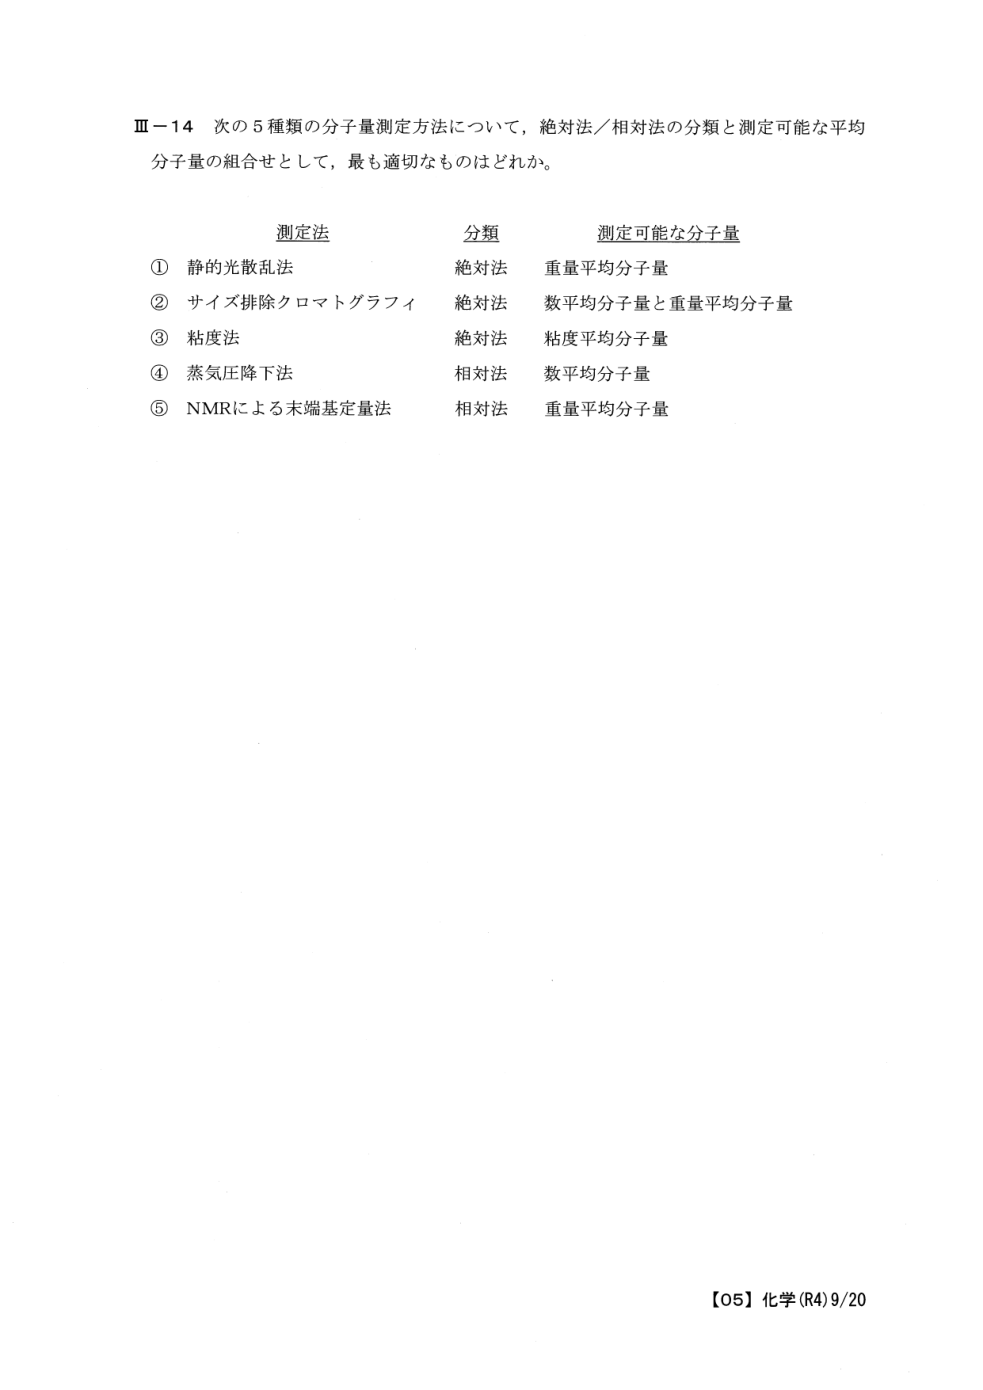 Ⅲ－14　次の5種類の分子量測定方法について，絶対法／相対法の分類と測定可能な平均
分子量の組合せとして，最も適切なものはどれか。
測定法　分類　測定可能な分子量
①　静的光散乱法　絶対法　重量平均分子量
②　サイズ排除クロマトグラフィ　絶対法　数平均分子量と重量平均分子量
③　粘度法　絶対法　粘度平均分子量
④　蒸気圧降下法　相対法　数平均分子量
⑤　NMRによる末端基定量法　相対法　重量平均分子量
【05】化学(R4)9/20